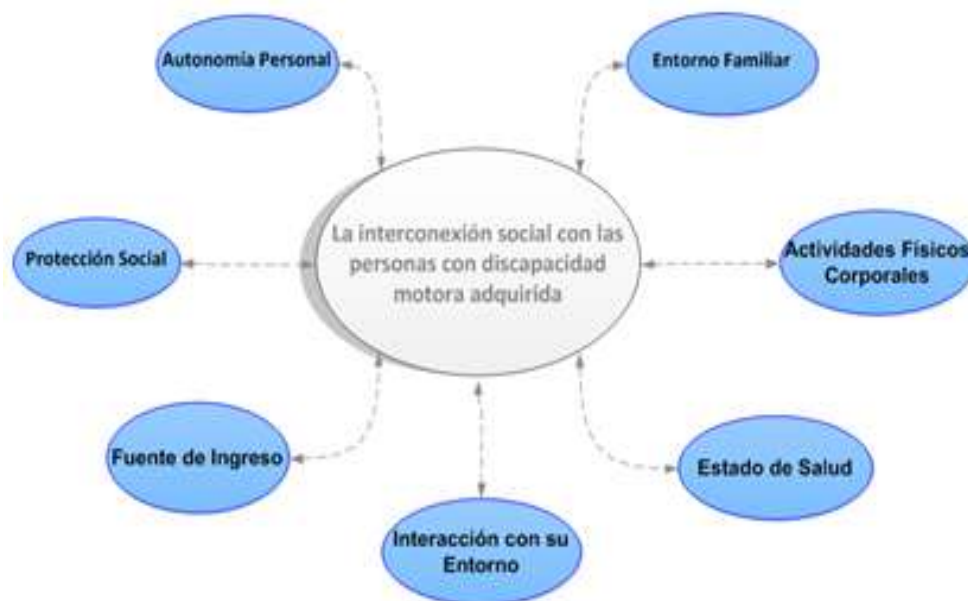 Autonomía Personal
Entorno Familiar
La interconexión social con las
personas con discapacidad
motora adquirida
Protección Social
Actividades Físicos
Corporales
Fuente de Ingreso
Estado de Salud
Interacción con su
Entorno